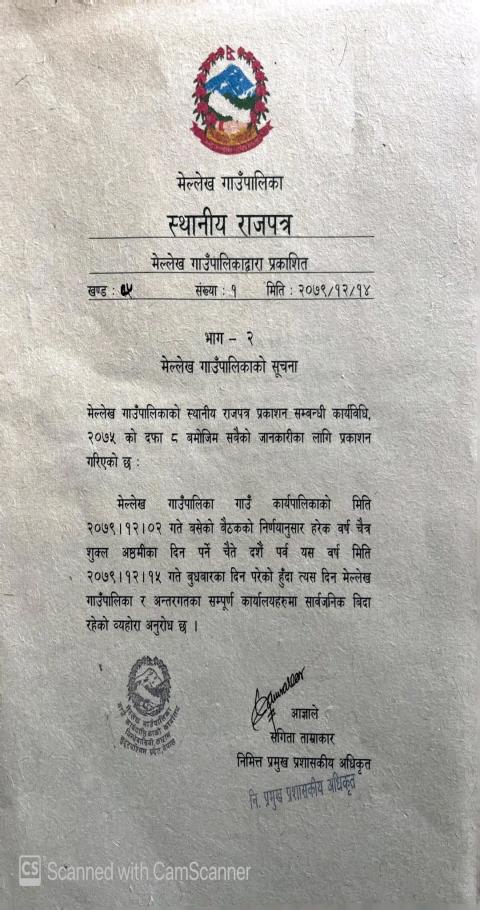 मेल्लेख गाउँपालिका
स्थानीय राजपत्र
मेल्लेख गाउँपालिकाद्वारा प्रकाशित
खण्ड : ५ संख्या : १ मिति : २०७९/१२/१४
भाग - २
मेल्लेख गाउँपालिकाको सूचना
मेल्लेख गाउँपालिकाको स्थानीय राजपत्र प्रकाशन सम्बन्धी कार्यविधि,
२०७५ को दफा ८ बमोजिम सवैको जानकारीका लागि प्रकाशन
गरिएको छ :
मेल्लेख गाउँपालिका गाउँ कार्यपालिकाको मिति
२०७९।१२।०२ गते बसेको बैठकको निर्णयानुसार हरेक वर्ष चैत्र
शुक्ल अष्ठमीका दिन पर्ने चैते दशैं पर्व यस वर्ष मिति
२०७९।१२।१५ गते बुधवारका दिन परेको हुँदा त्यस दिन मेल्लेख
गाउँपालिका र अन्तरगतका सम्पूर्ण कार्यालयहरुमा सार्वजनिक विदा
रहेको व्यहोरा अनुरोध छ ।
आज्ञाले
संगिता ताम्राकार
निमित्त प्रमुख प्रशासकीय अधिकृत
नि. प्रमुख प्रशासकीय अधिकृत
CS Scanned with CamScanner